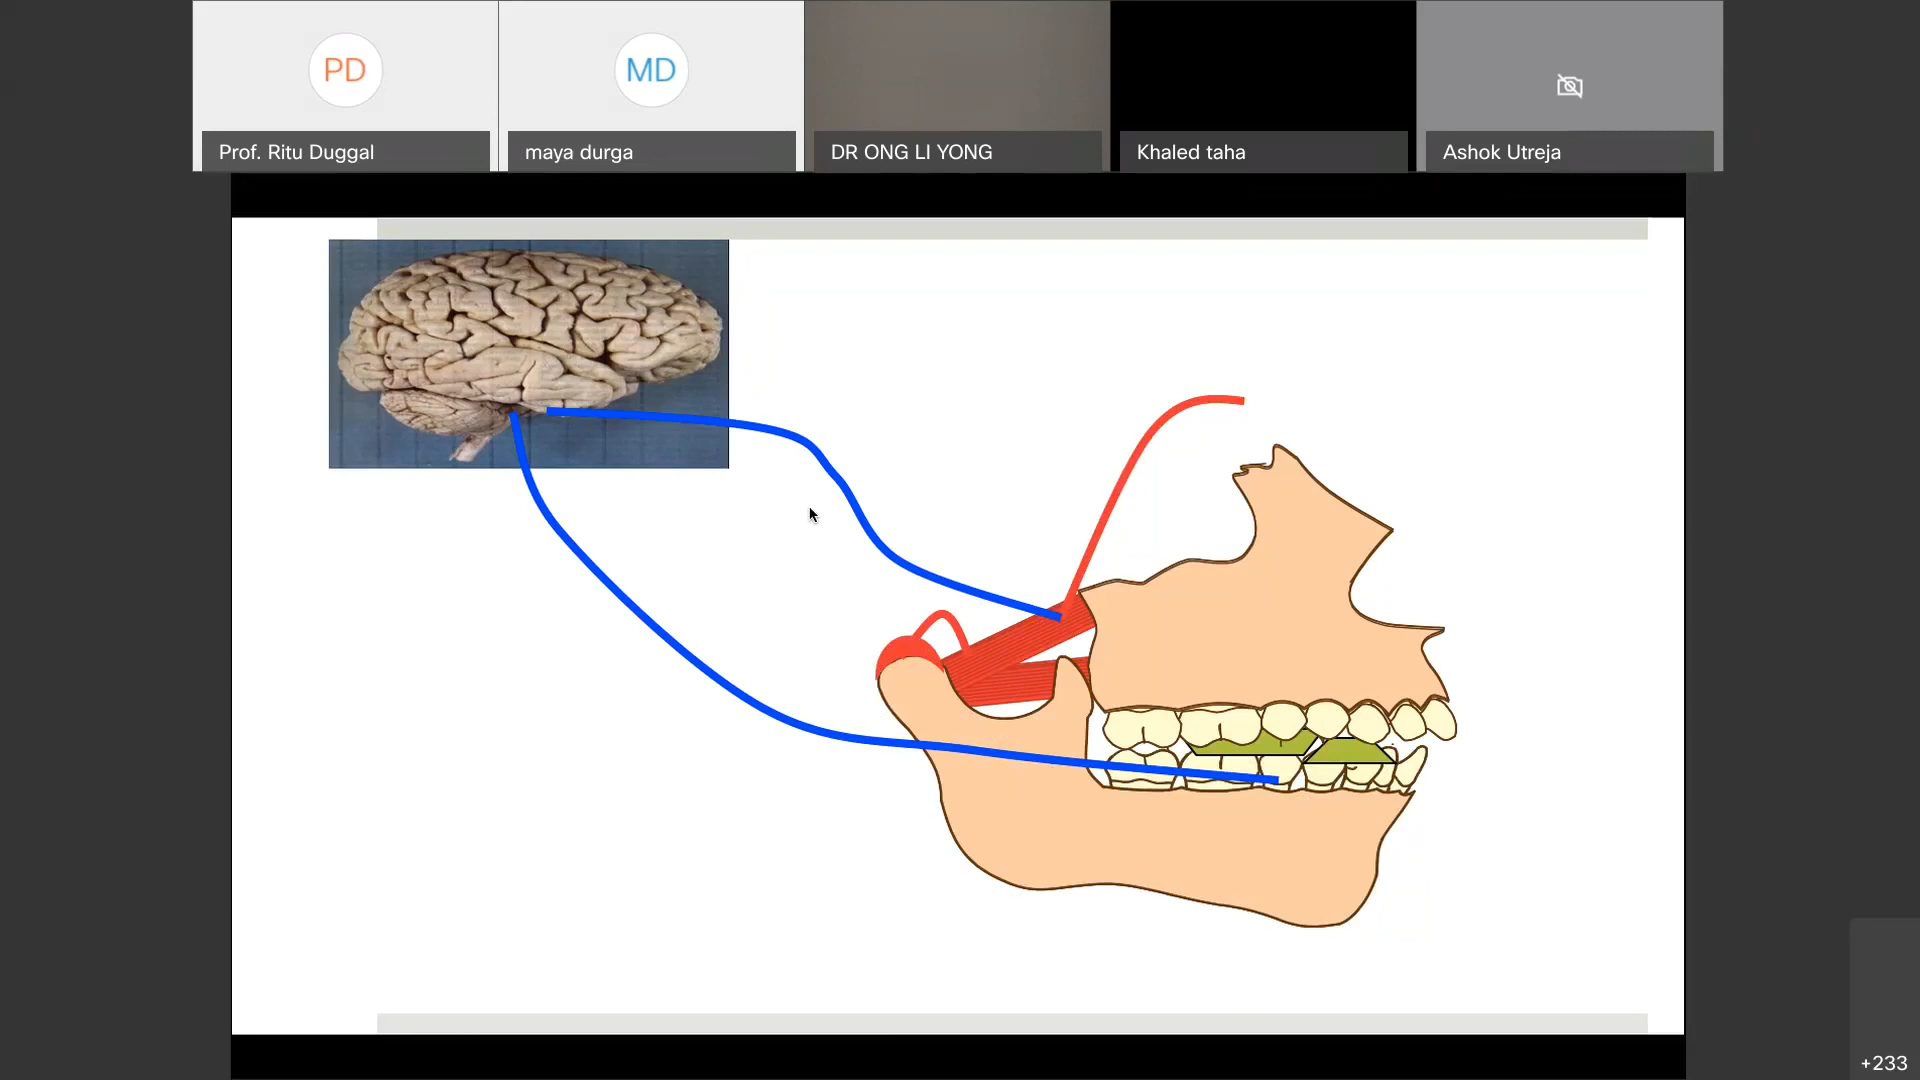 PD
MD
Prof. Ritu Duggal
maya durga
DR ONG LI YONG
Khaled taha
Ashok Utreja
+233